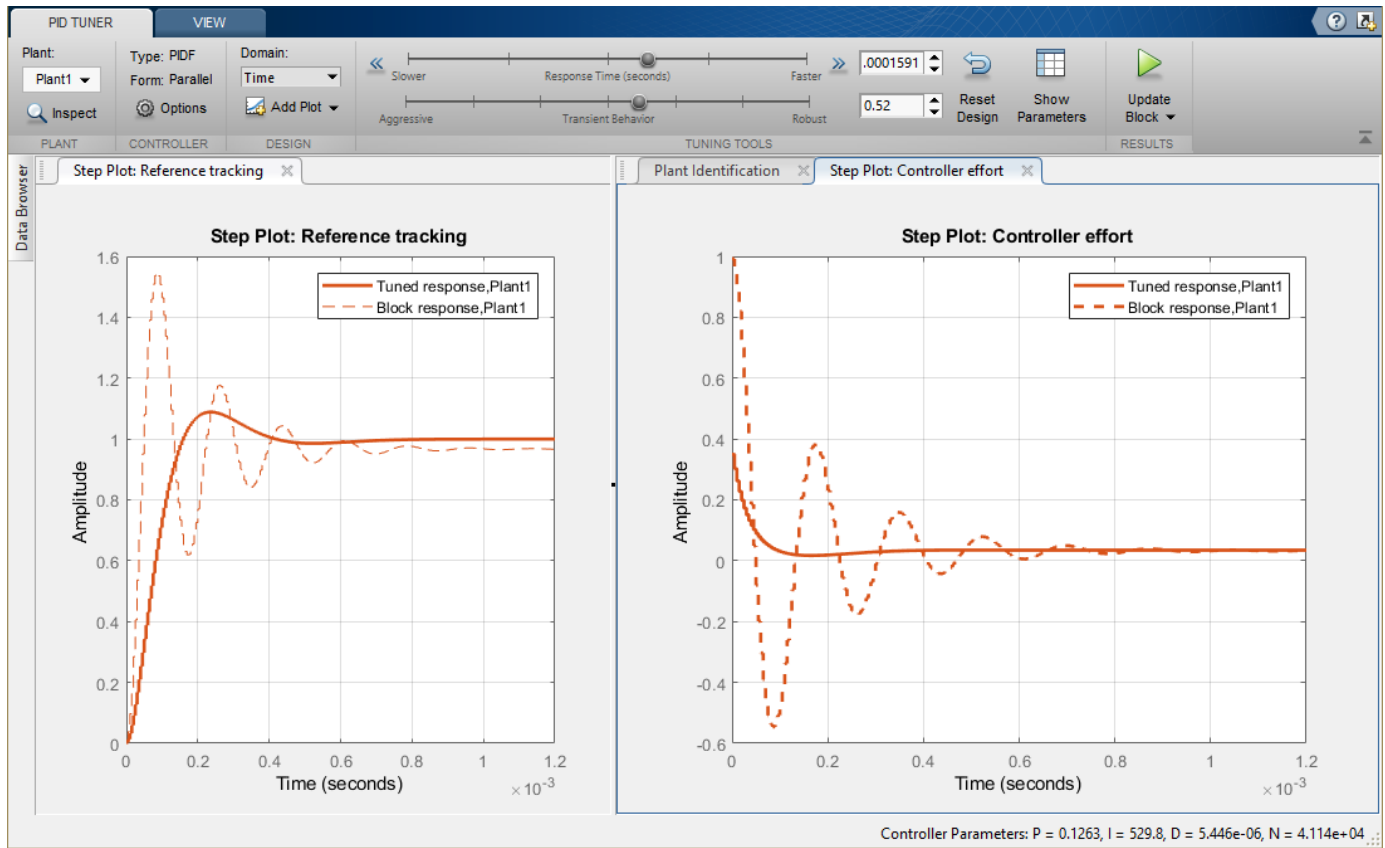 PID TUNER VIEW
Plant: Type: PIDF Domain:
Plant1 Form: Parallel Time
Inspect Options Add Plot
Slower Response Time (seconds) Faster .0001591
Aggressive Transient Behavior Robust 0.52
Reset Design Show Parameters Update Block
PLANT CONTROLLER DESIGN TUNING TOOLS RESULTS
Data Browser
Step Plot: Reference tracking Plant Identification Step Plot: Controller effort
Step Plot: Reference tracking
Tuned response,Plant1
Block response,Plant1
Amplitude
1.6
1.4
1.2
1
0.8
0.6
0.4
0.2
0
0 0.2 0.4 0.6 0.8 1 1.2
Time (seconds) × 10-3
Step Plot: Controller effort
Tuned response,Plant1
Block response,Plant1
Amplitude
1
0.8
0.6
0.4
0.2
0
-0.2
-0.4
-0.6
0 0.2 0.4 0.6 0.8 1 1.2
Time (seconds) × 10-3
Controller Parameters: P = 0.1263, I = 529.8, D = 5.446e-06, N = 4.114e+04